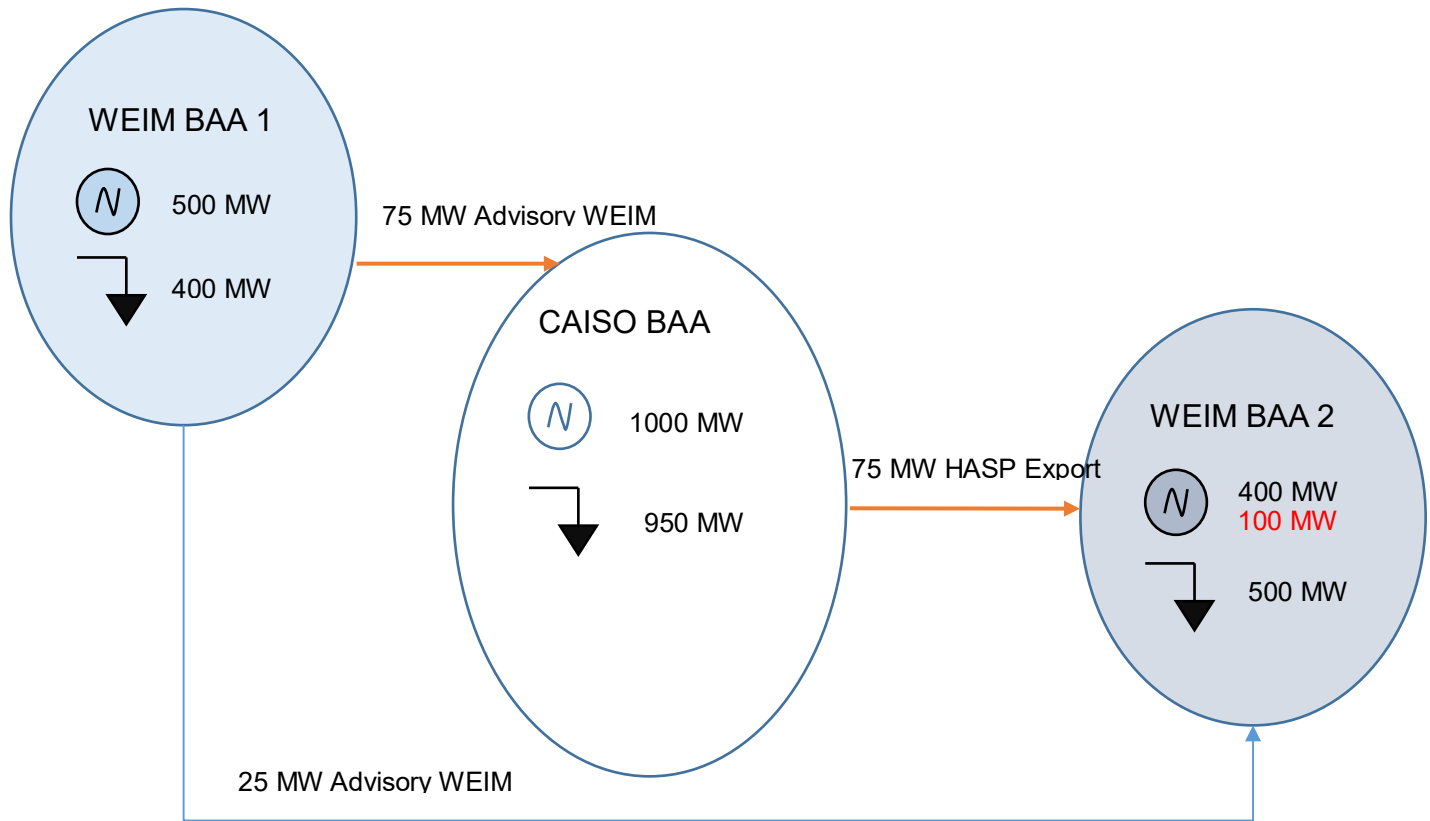 WEIM BAA 1
500 MW
400 MW
75 MW Advisory WEIM
CAISO BAA
1000 MW
950 MW
75 MW HASP Export
WEIM BAA 2
400 MW
100 MW
500 MW
25 MW Advisory WEIM